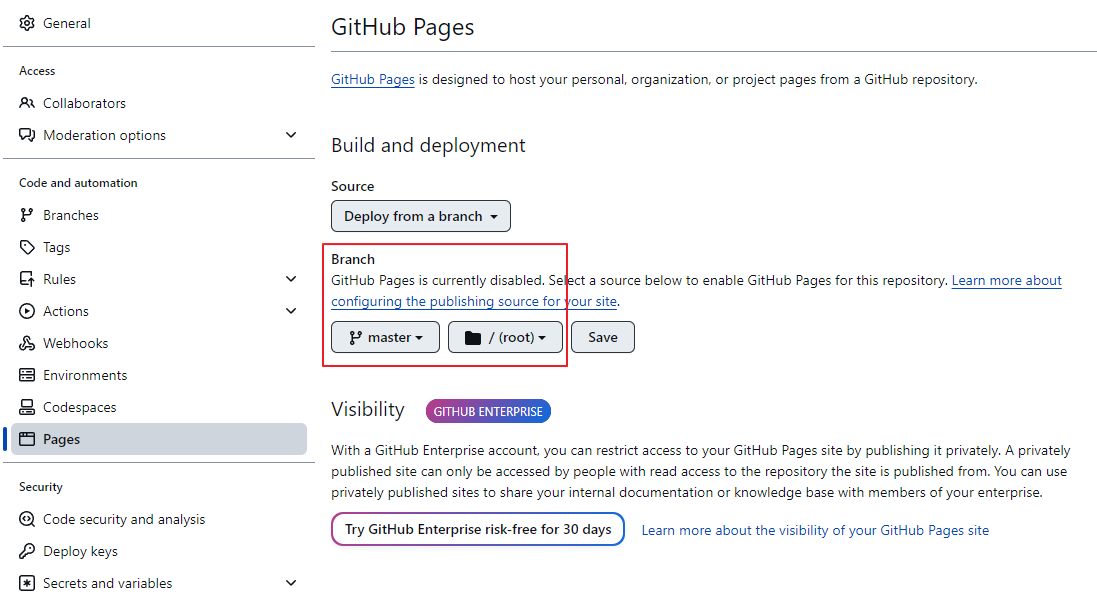 General
Access
Collaborators
Moderation options
Code and automation
Branches
Tags
Rules
Actions
Webhooks
Environments
Codespaces
Pages
Security
Code security and analysis
Deploy keys
Secrets and variables
GitHub Pages
GitHub Pages is designed to host your personal, organization, or project pages from a GitHub repository.
Build and deployment
Source
Deploy from a branch
Branch
GitHub Pages is currently disabled. Select a source below to enable GitHub Pages for this repository. Learn more about
configuring the publishing source for your site.
master / (root) Save
Visibility GITHUB ENTERPRISE
With a GitHub Enterprise account, you can restrict access to your GitHub Pages site by publishing it privately. A privately
published site can only be accessed by people with read access to the repository the site is published from. You can use
privately published sites to share your internal documentation or knowledge base with members of your enterprise.
Try GitHub Enterprise risk-free for 30 days Learn more about the visibility of your GitHub Pages site